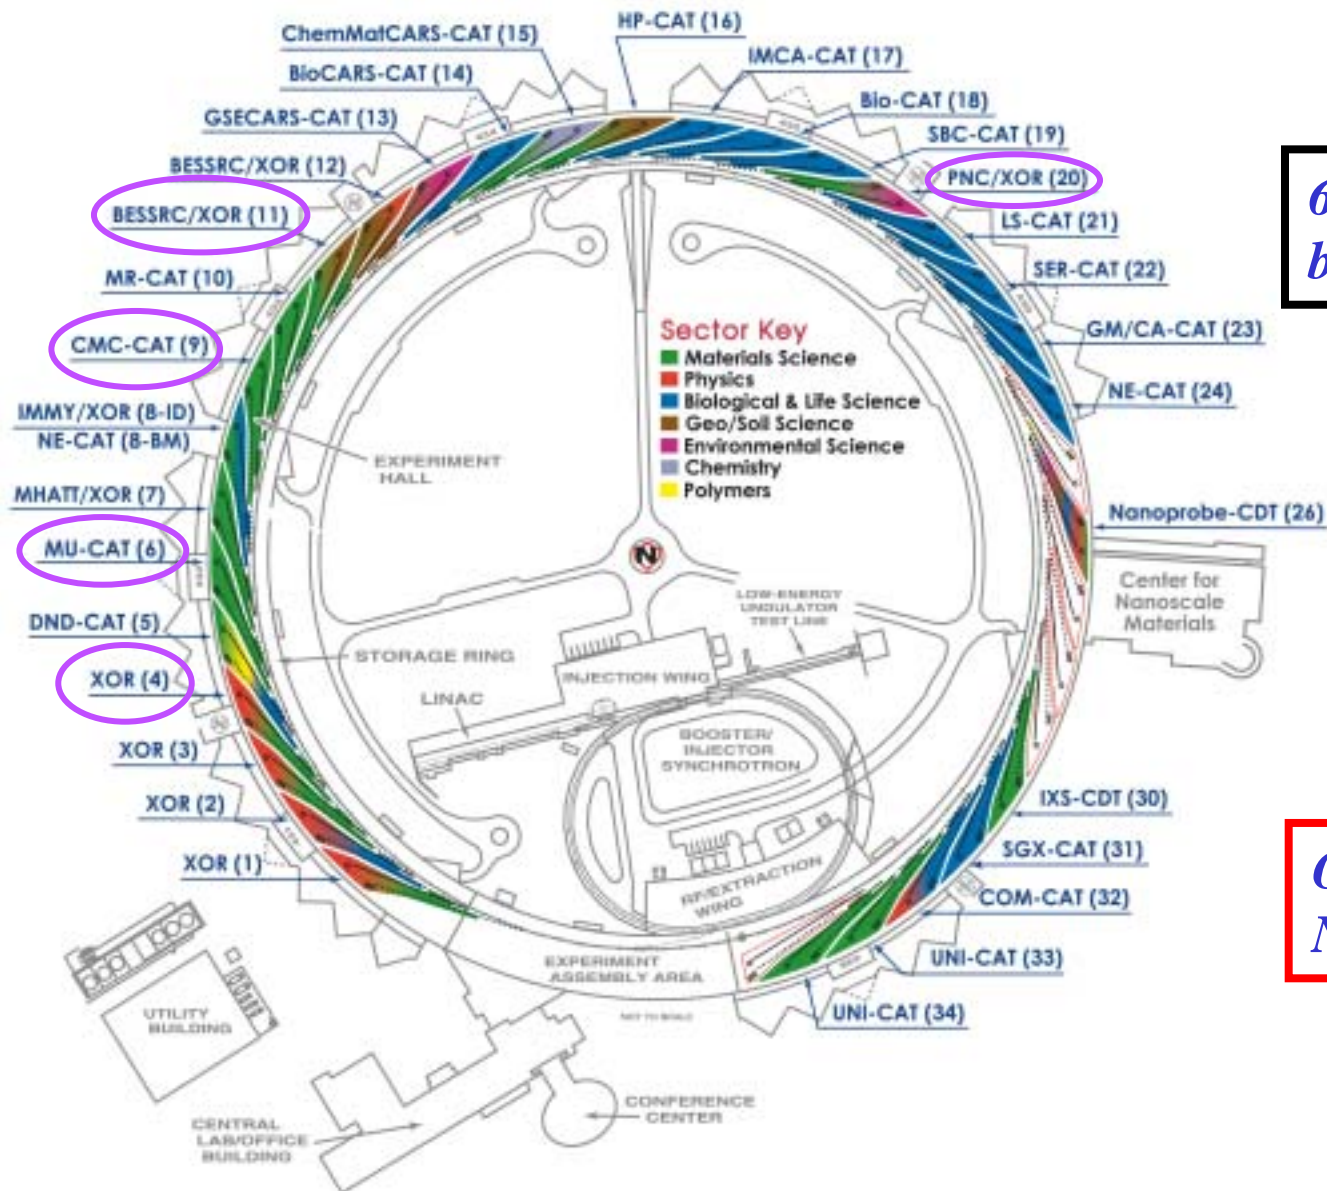 ChemMatCARS-CAT (15)
HP-CAT (16)
BioCARS-CAT (14)
IMCA-CAT (17)
GSECARS-CAT (13)
Bio-CAT (18)
BESSRC/XOR (12)
SBC-CAT (19)
BESSRC/XOR (11)
PNC/XOR (20)
MR-CAT (10)
LS-CAT (21)
CMC-CAT (9)
SER-CAT (22)
IMMY/XOR (8-ID)
NE-CAT (8-BM)
GM/CA-CAT (23)
MHATT/XOR (7)
NE-CAT (24)
MU-CAT (6)
Nanoprobe-CDT (26)
DND-CAT (5)
XOR (4)
XOR (3)
XOR (2)
XOR (1)
IXS-CDT (30)
SGX-CAT (31)
COM-CAT (32)
UNI-CAT (33)
UNI-CAT (34)
Sector Key
Materials Science
Physics
Biological & Life Science
Geo/Soil Science
Environmental Science
Chemistry
Polymers
EXPERIMENT
HALL
N
Center for
Nanoscale
Materials
LOW-ENERGY
UNDULATOR
TEST LINE
STORAGE RING
INJECTION WING
LINAC
BOOSTER/
INJECTOR
SYNCHROTRON
RF/EXTRACTION
WING
EXPERIMENT
ASSEMBLY AREA
NOT TO SCALE
UTILITY
BUILDING
CENTRAL
LAB/OFFICE
BUILDING
CONFERENCE
CENTER
6
b
N